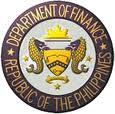 DEPARTMENT OF FINANCE
REPUBLIC OF THE PHILIPPINES